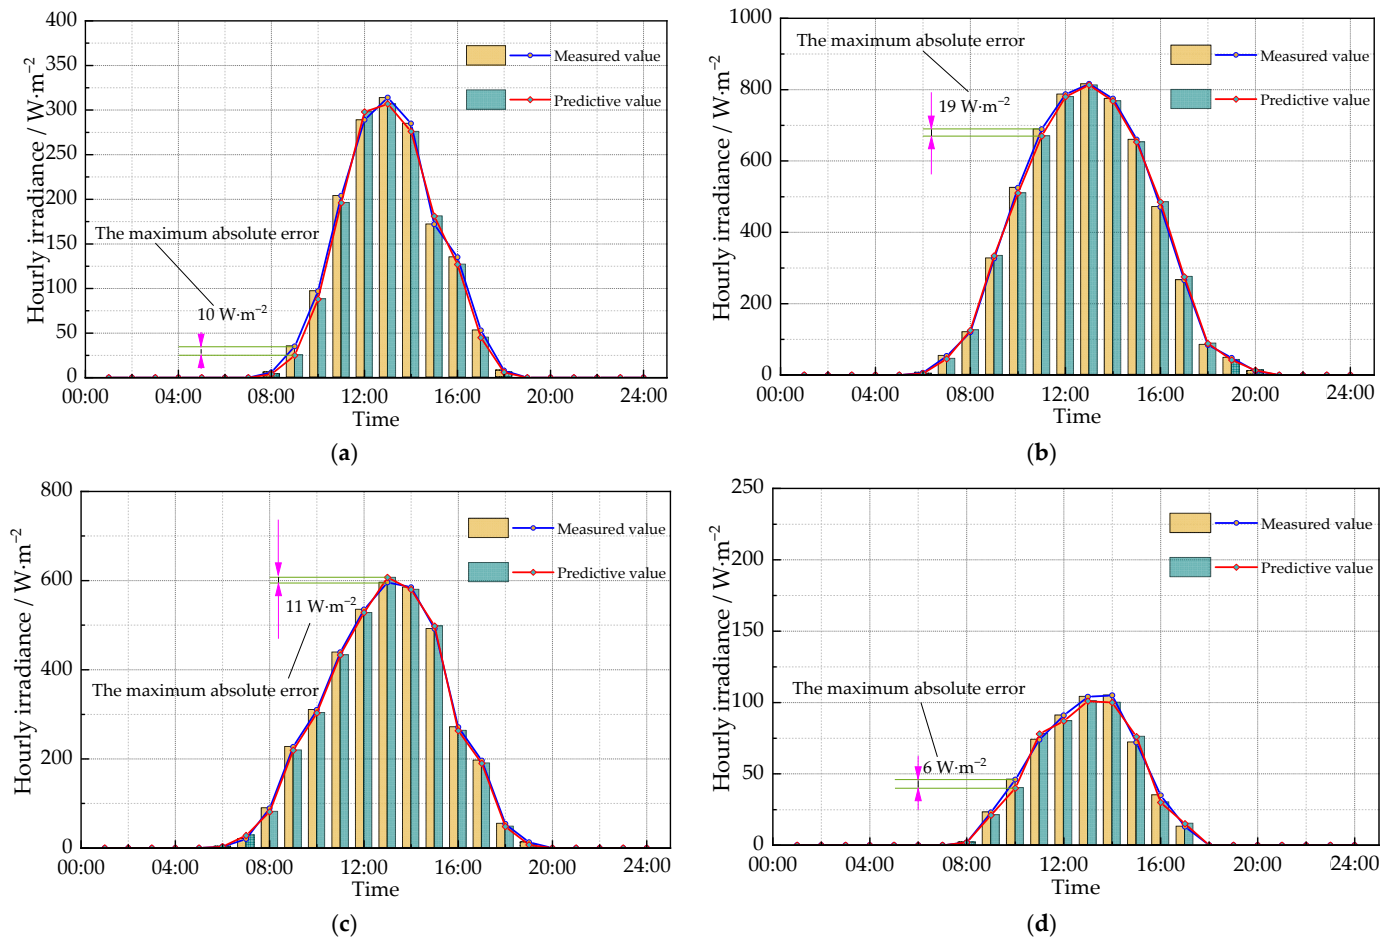 Hourly irradiance / W·m⁻²
400
350
300
250
200
150
100
50
0
Measured value
Predictive value
The maximum absolute error
10 W·m⁻²
00:00 04:00 08:00 12:00 16:00 20:00 24:00
Time
(a)
Hourly irradiance / W·m⁻²
1000
800
600
400
200
0
The maximum absolute error
19 W·m⁻²
Measured value
Predictive value
00:00 04:00 08:00 12:00 16:00 20:00 24:00
Time
(b)
Hourly irradiance / W·m⁻²
800
600
400
200
0
Measured value
Predictive value
11 W·m⁻²
The maximum absolute error
00:00 04:00 08:00 12:00 16:00 20:00 24:00
Time
(c)
Hourly irradiance / W·m⁻²
250
200
150
100
50
0
Measured value
Predictive value
The maximum absolute error
6 W·m⁻²
00:00 04:00 08:00 12:00 16:00 20:00 24:00
Time
(d)